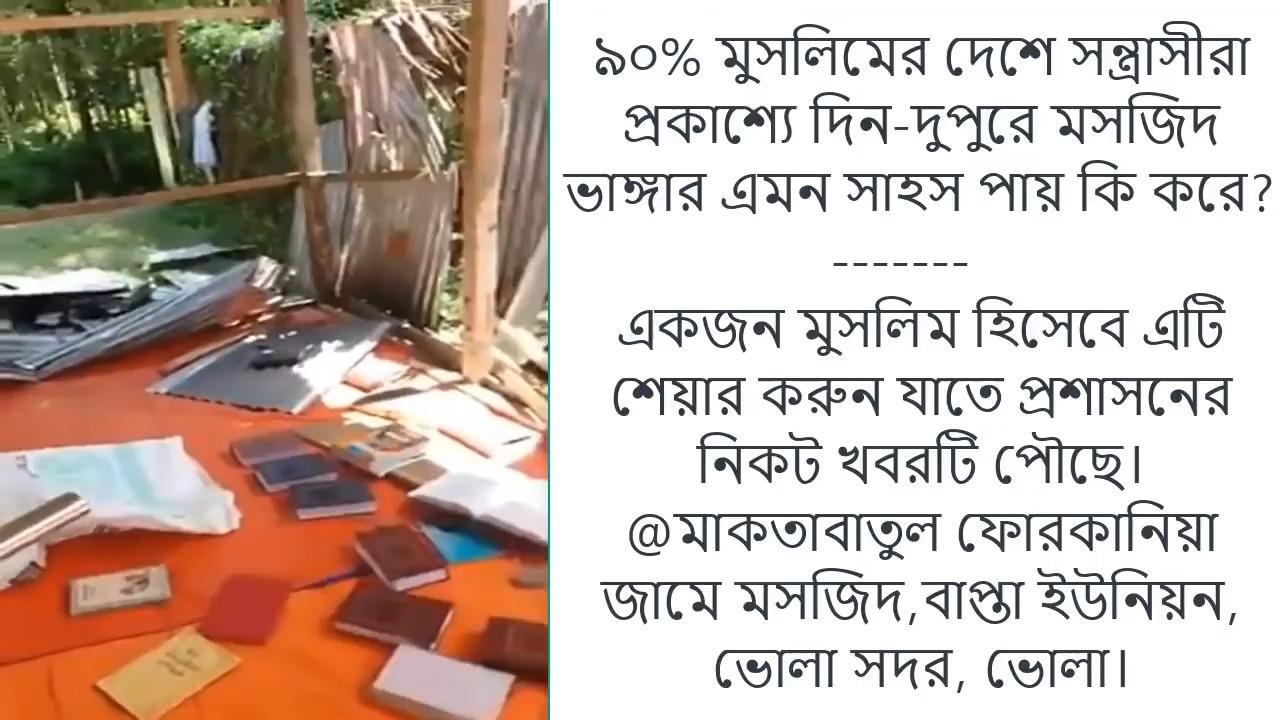 ৯০% মুসলিমের দেশে সন্ত্রাসীরা
প্রকাশ্যে দিন-দুপুরে মসজিদ
ভাঙ্গার এমন সাহস পায় কি করে?
-------
একজন মুসলিম হিসেবে এটি
শেয়ার করুন যাতে প্রশাসনের
নিকট খবরটি পৌছে।
@মাকতাবাতুল ফোরকানিয়া
জামে মসজিদ,বাপ্তা ইউনিয়ন,
ভোলা সদর, ভোলা।